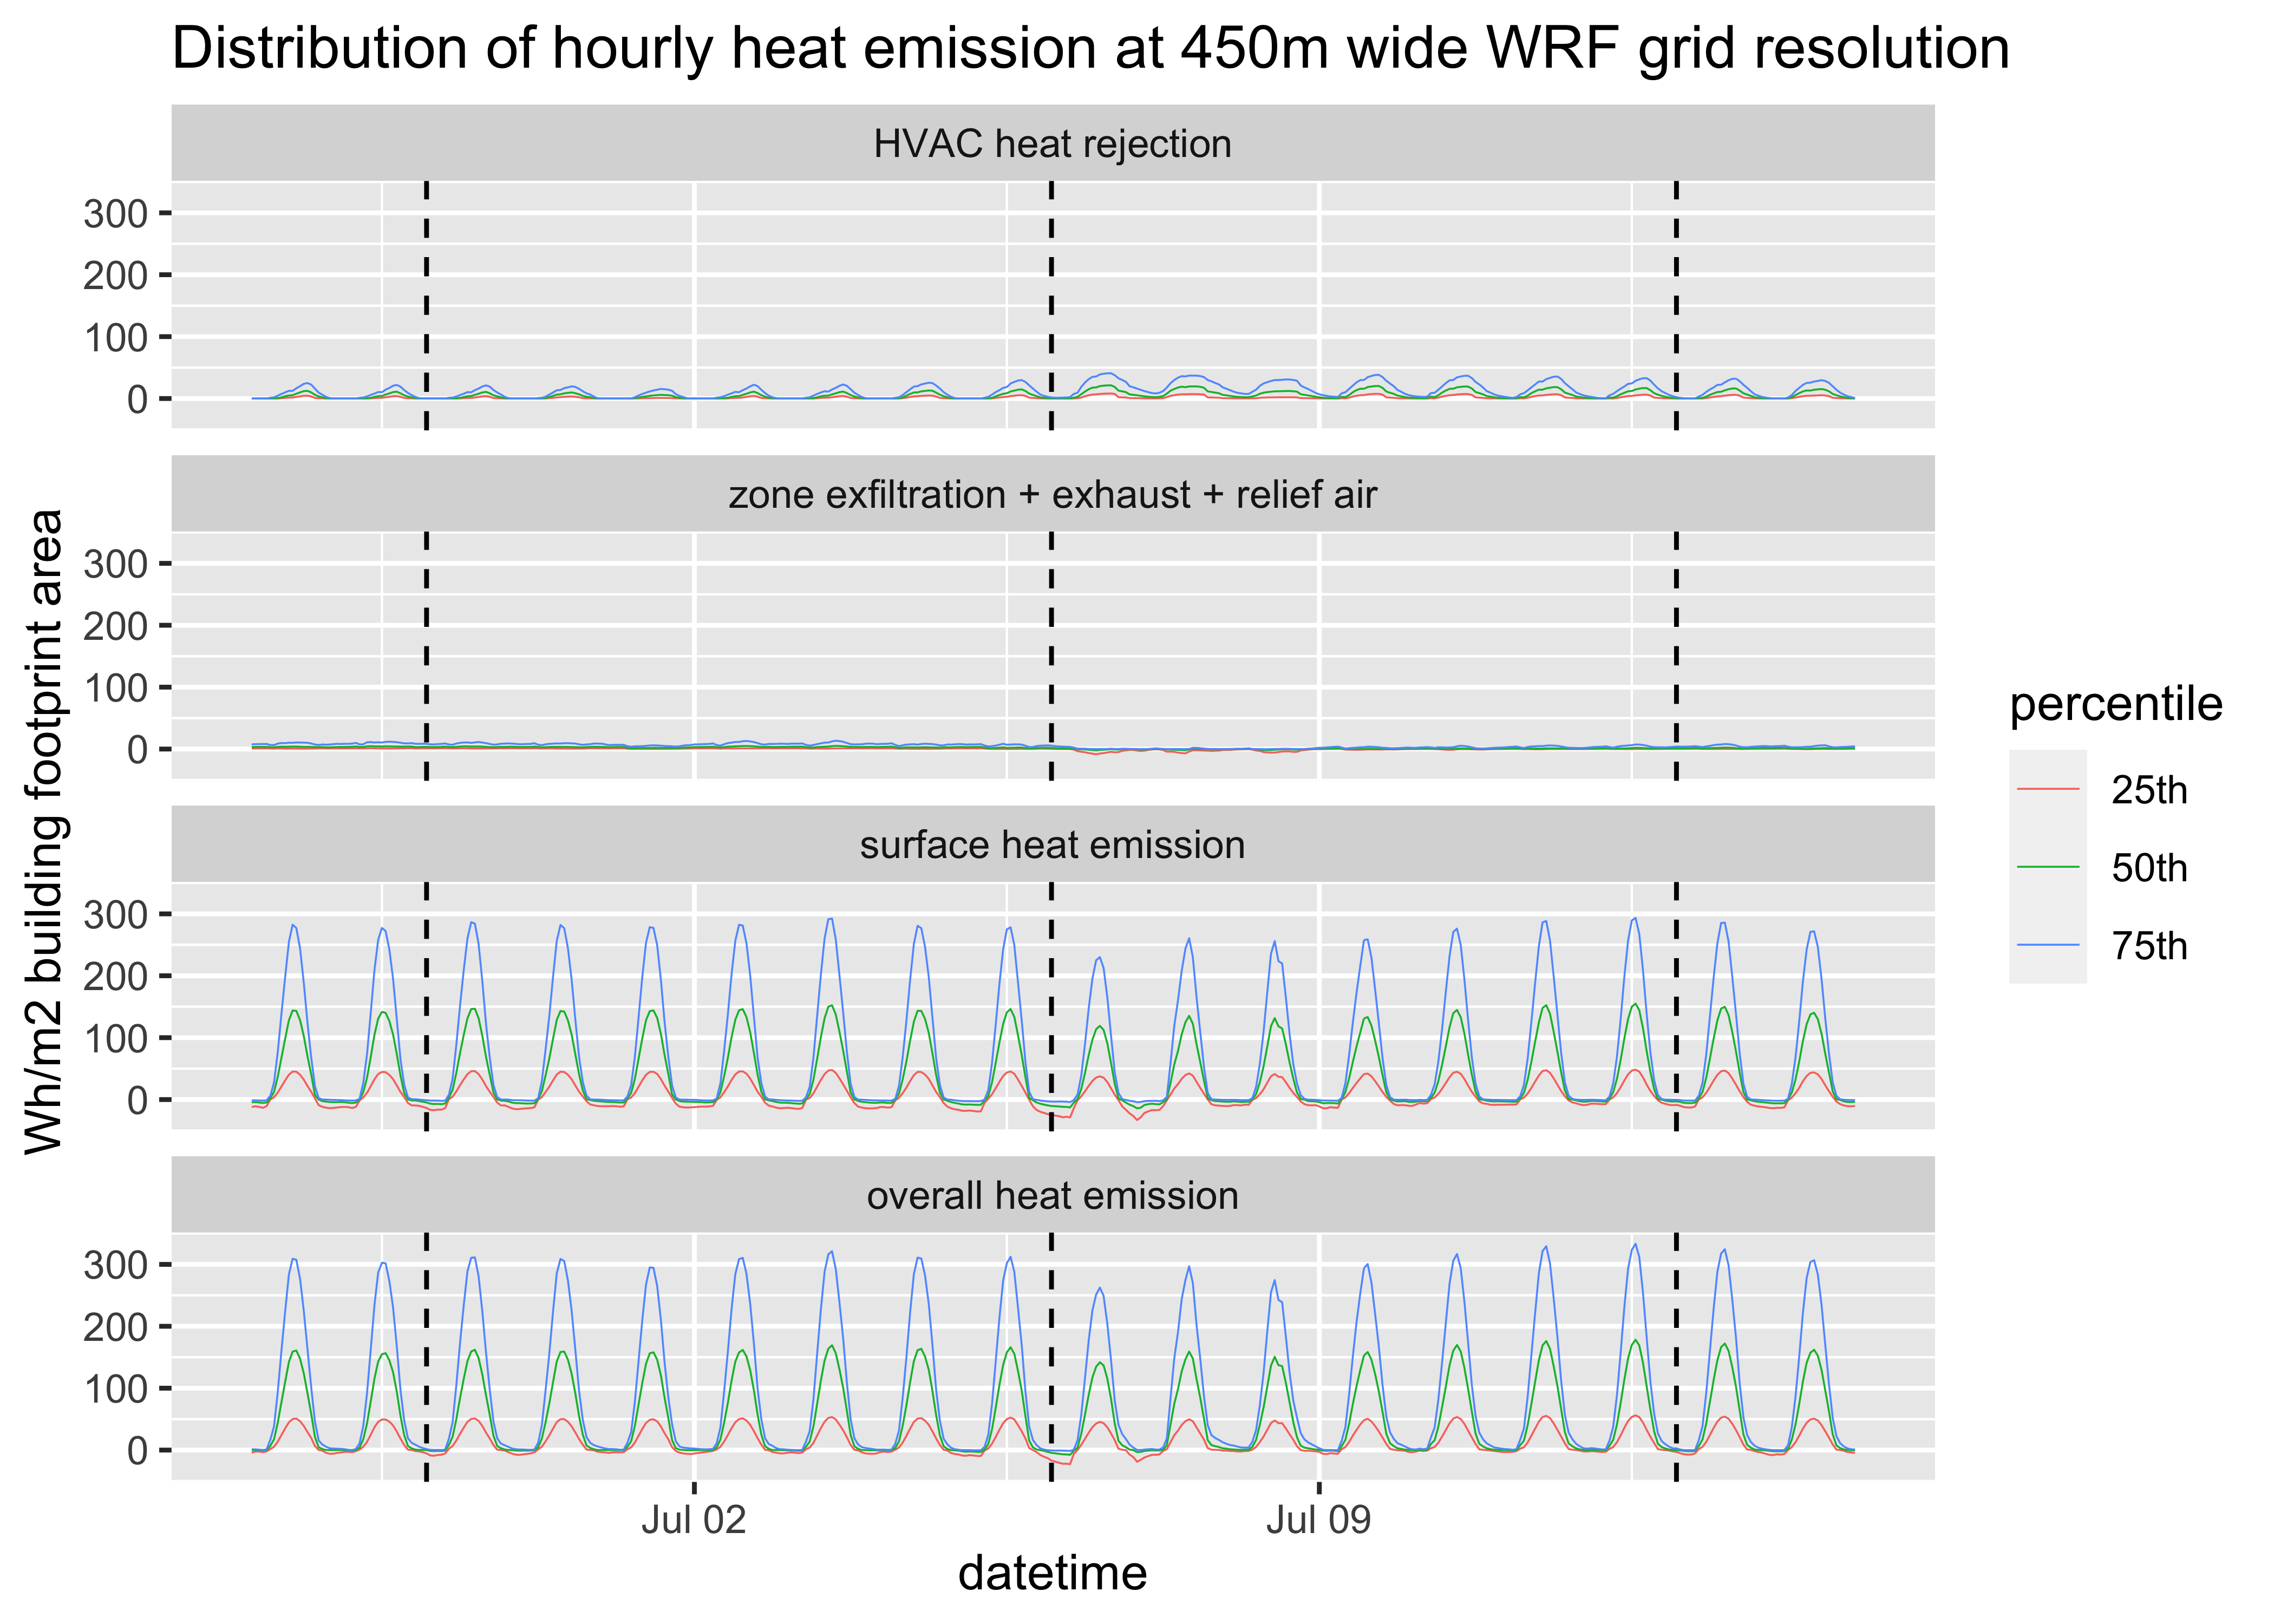 Distribution of hourly heat emission at 450m wide WRF grid resolution
HVAC heat rejection
300
200
100
0
zone exfiltration + exhaust + relief air
300
200
100
0
surface heat emission
300
200
100
0
overall heat emission
300
200
100
0
Jul 02
Jul 09
datetime
Wh/m2 building footprint area
percentile
25th
50th
75th